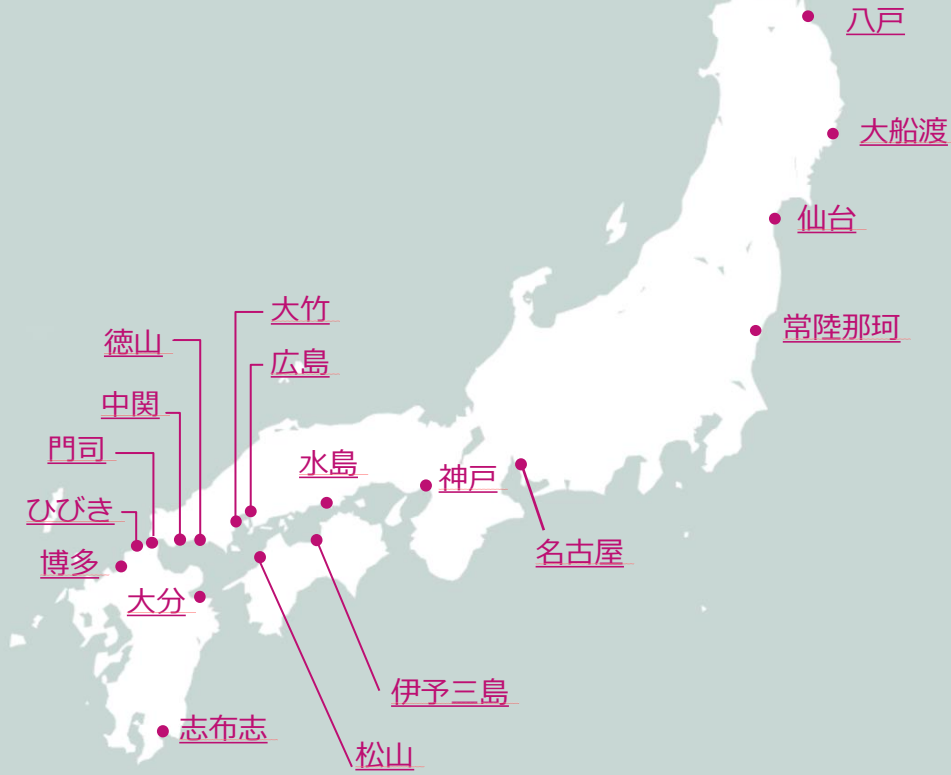 八戸
大船渡
仙台
大竹
常陸那珂
徳山
広島
中関
門司
水島
神戸
ひびき
名古屋
博多
大分
伊予三島
志布志
松山